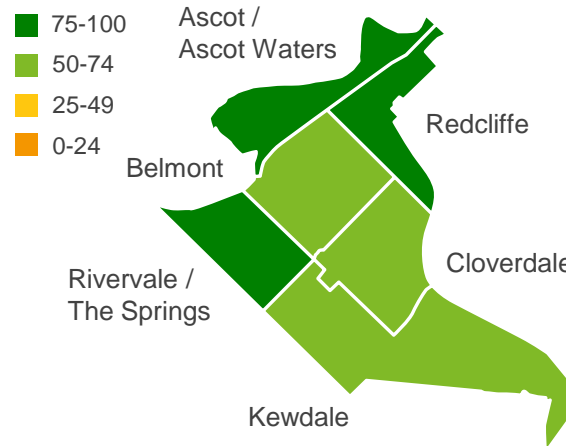 75-100
50-74
25-49
0-24
Ascot /
Ascot Waters
Redcliffe
Belmont
Cloverdale
Rivervale /
The Springs
Kewdale